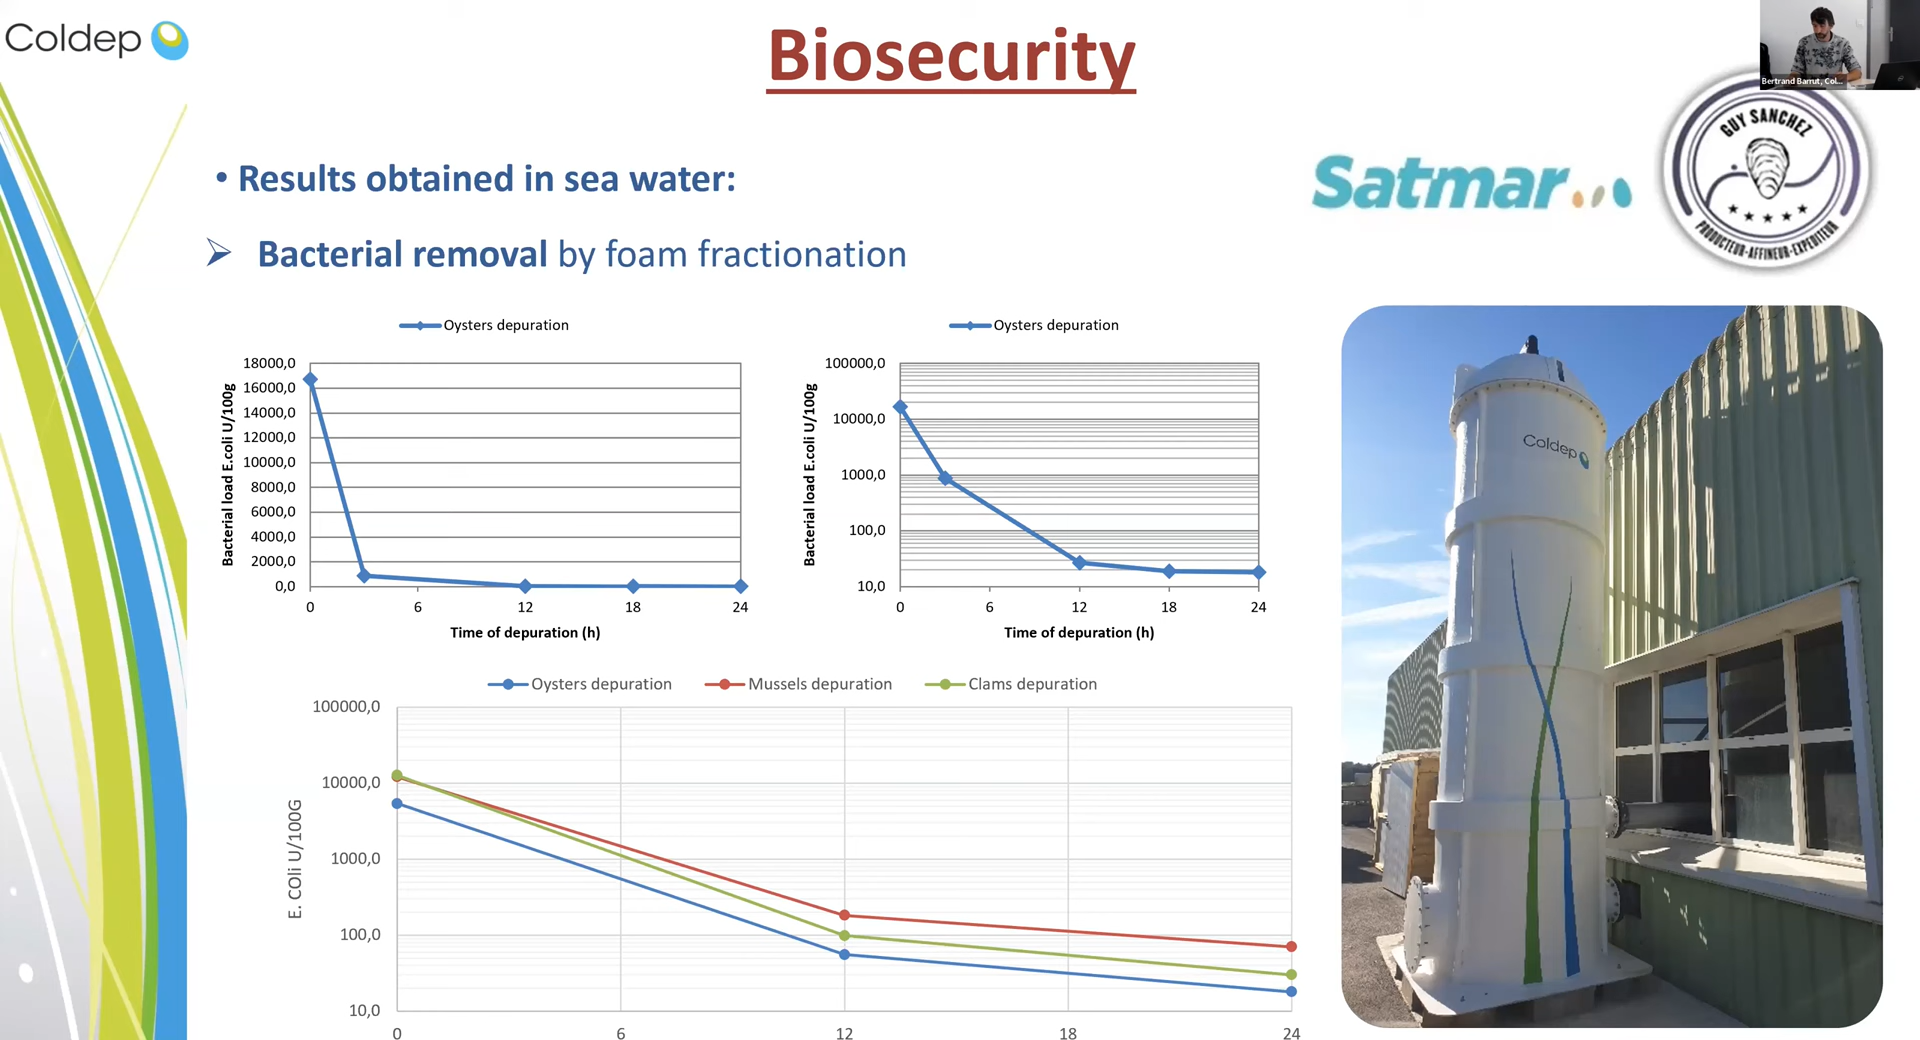 Coldep
Biosecurity
Bertrand Barrut, Col...
• Results obtained in sea water:
Satmar
GUY SANCHEZ
PRODUCTEUR-AFFINEUR-EXPEDITEUR
Bacterial removal by foam fractionation
Oysters depuration
Bacterial load E.coli U/100g
18000,0
16000,0
14000,0
12000,0
10000,0
8000,0
6000,0
4000,0
2000,0
0,0
0 6 12 18 24
Time of depuration (h)
Oysters depuration
Bacterial load E.coli U/100g
100000,0
10000,0
1000,0
100,0
10,0
0 6 12 18 24
Time of depuration (h)
Oysters depuration Mussels depuration Clams depuration
E. COli U/100G
100000,0
10000,0
1000,0
100,0
10,0
0 6 12 18 24
Coldep